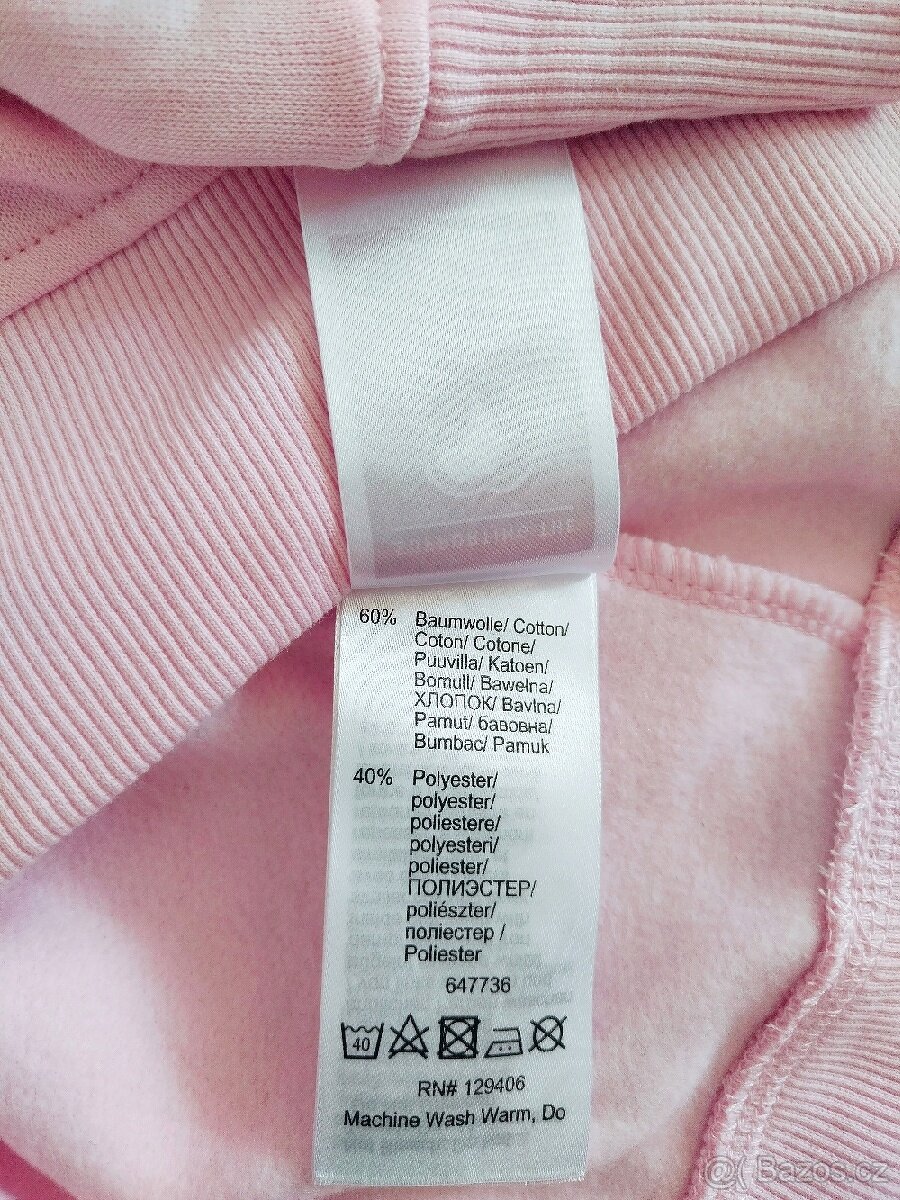 60% Baumwolle/ Cotton/
Coton/ Cotone/
Puuvilla/ Katoen/
Bomull/ Bawełna/
ХЛОПОК/ Bavlna/
Pamut/ бавовна/
Bumbac/ Pamuk
40% Polyester/
polyester/
poliestere/
polyesteri/
poliester/
ПОЛИЭСТЕР/
poliészter/
поліестер /
Poliester
647736
40
RN# 129406
Machine Wash Warm, Do
Bazos.cz